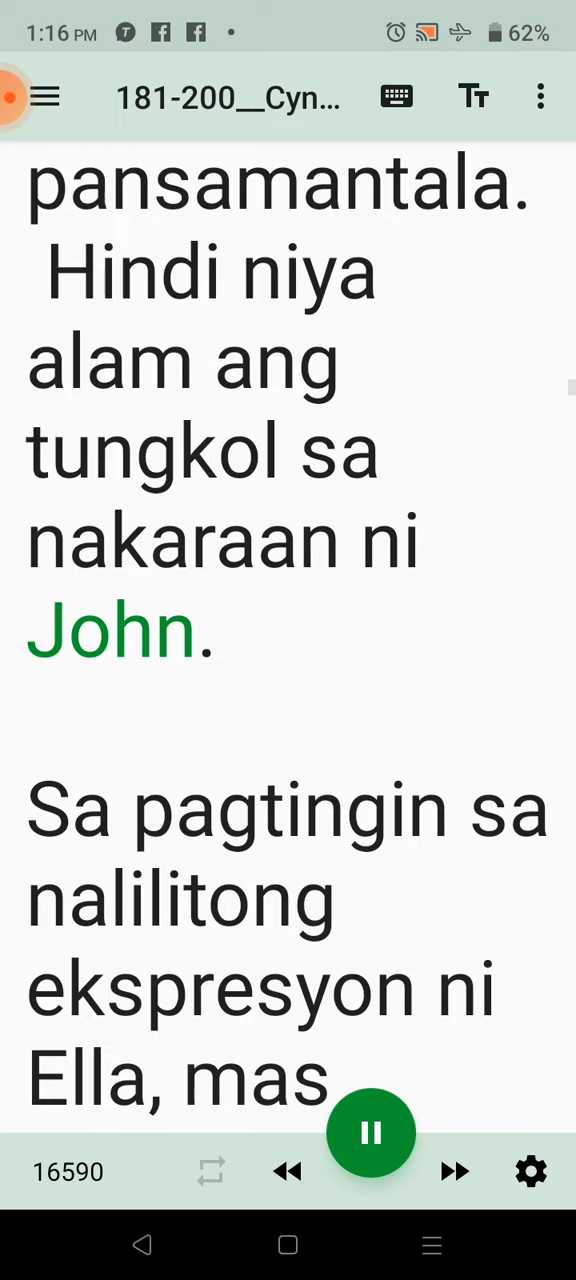 1:16 PM 62%
181-200__Cyn...
pansamantala.
Hindi niya
alam ang
tungkol sa
nakaraan ni
John.
Sa pagtingin sa
nalilitong
ekspresyon ni
Ella, mas
16590